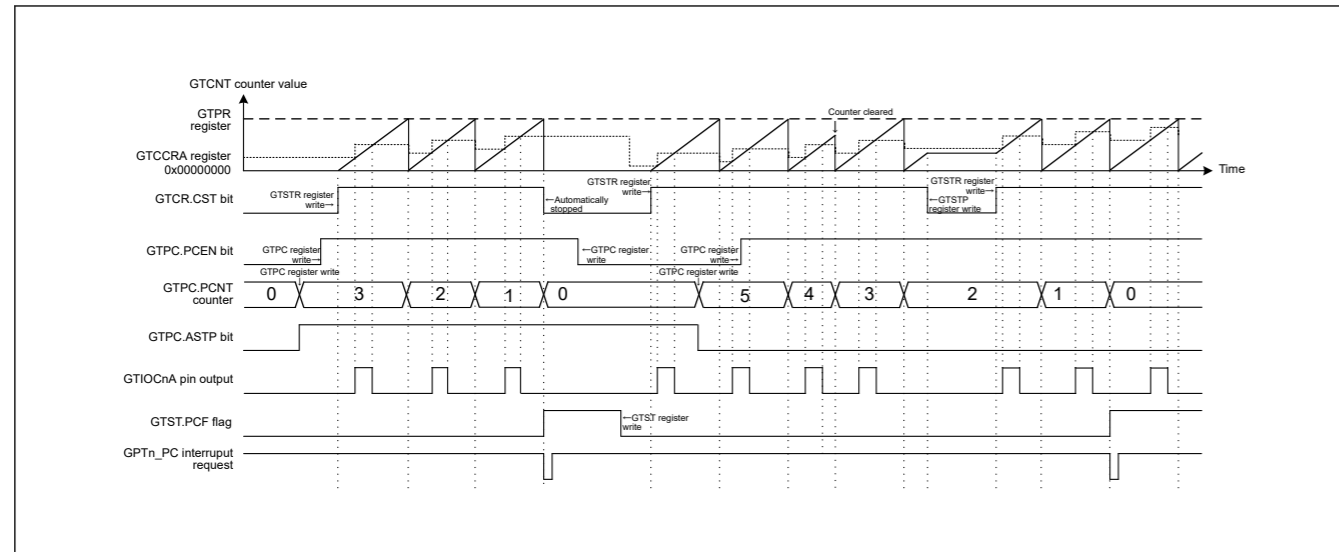 GTCNT counter value
GTPR
register
Counter cleared
GTCCRA register
0x00000000
Time
GTCR.CST bit
GTSTR register
write→
←Automatically
stopped
GTSTR register
write→
GTSTR register
write→
←GTSTP
register write
GTPC.PCEN bit
GTPC register
write→
←GTPC register
write
GTPC register
write→
GTPC register write
GTPC register write
GTPC.PCNT
counter
0 3 2 1 0 5 4 3 2 1 0
GTPC.ASTP bit
GTIOCnA pin output
GTST.PCF flag
←GTST register
write
GPTn_PC interruput
request